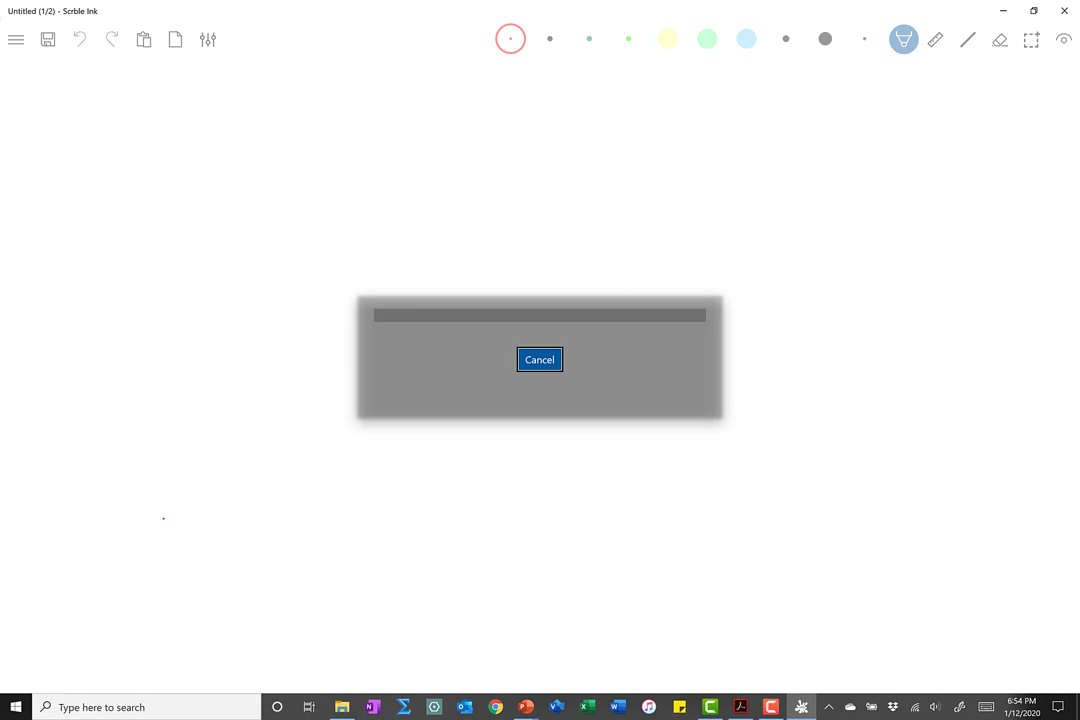 Untitled (1/2) - Scrble Ink
Cancel
Type here to search
6:54 PM
1/12/2020